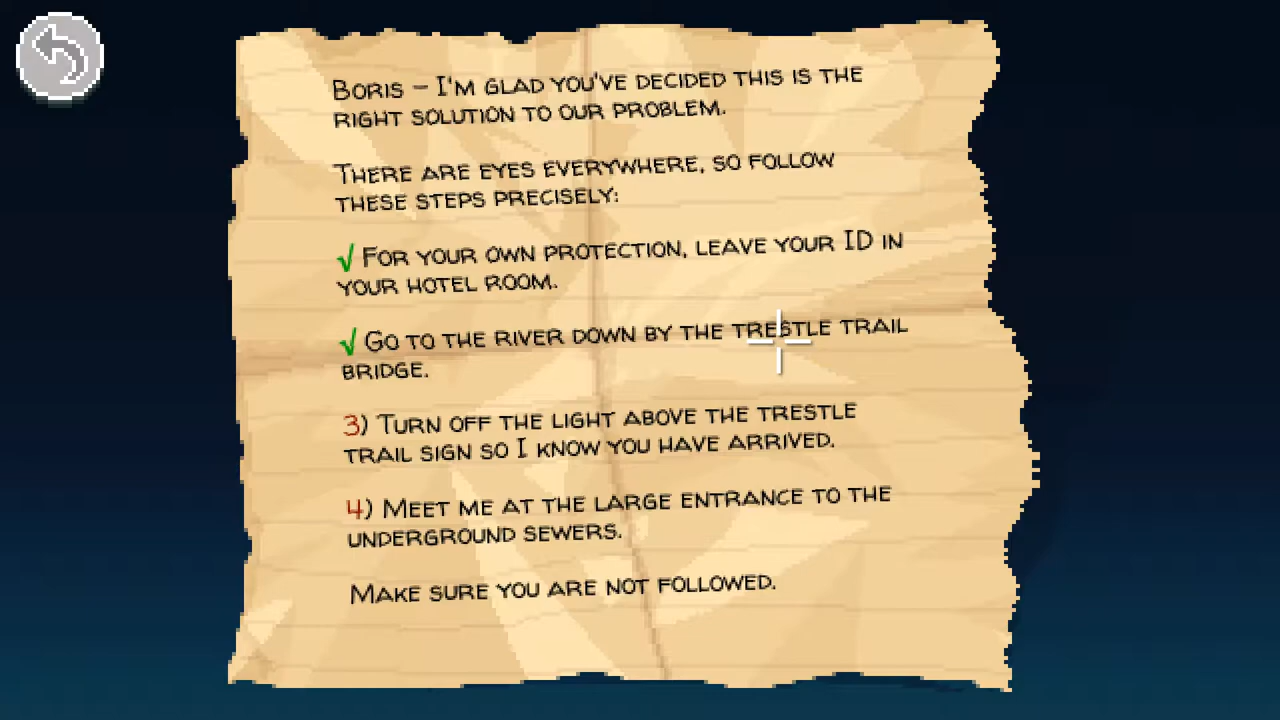 Boris – I'm glad you've decided this is the
right solution to our problem.
There are eyes everywhere, so follow
these steps precisely:
√ For your own protection, leave your ID in
your hotel room.
√ Go to the river down by the trestle trail
bridge.
3) Turn off the light above the trestle
trail sign so I know you have arrived.
4) Meet me at the large entrance to the
underground sewers.
Make sure you are not followed.